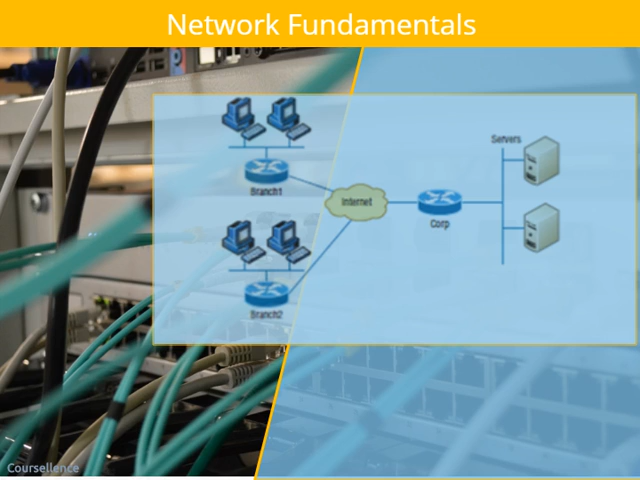 Network Fundamentals
Servers
Branch1
Internet
Corp
Branch2
Coursellence